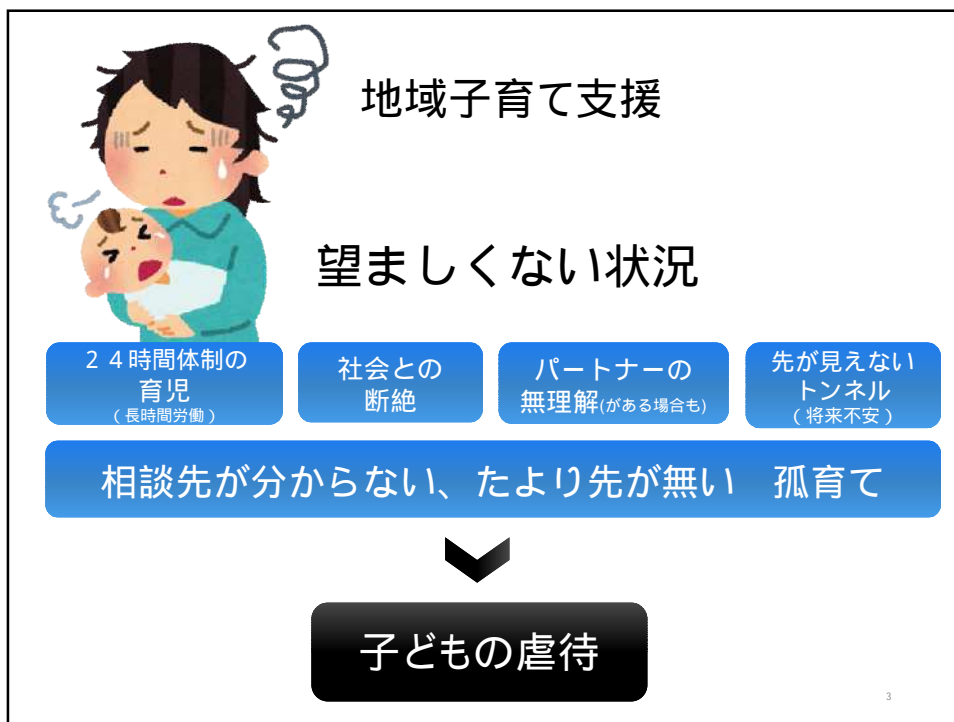 地域子育て支援
望ましくない状況
２４時間体制の
育児
（長時間労働）
社会との
断絶
パートナーの
無理解(がある場合も)
先が見えない
トンネル
（将来不安）
相談先が分からない、たより先が無い　孤育て
子どもの虐待
3